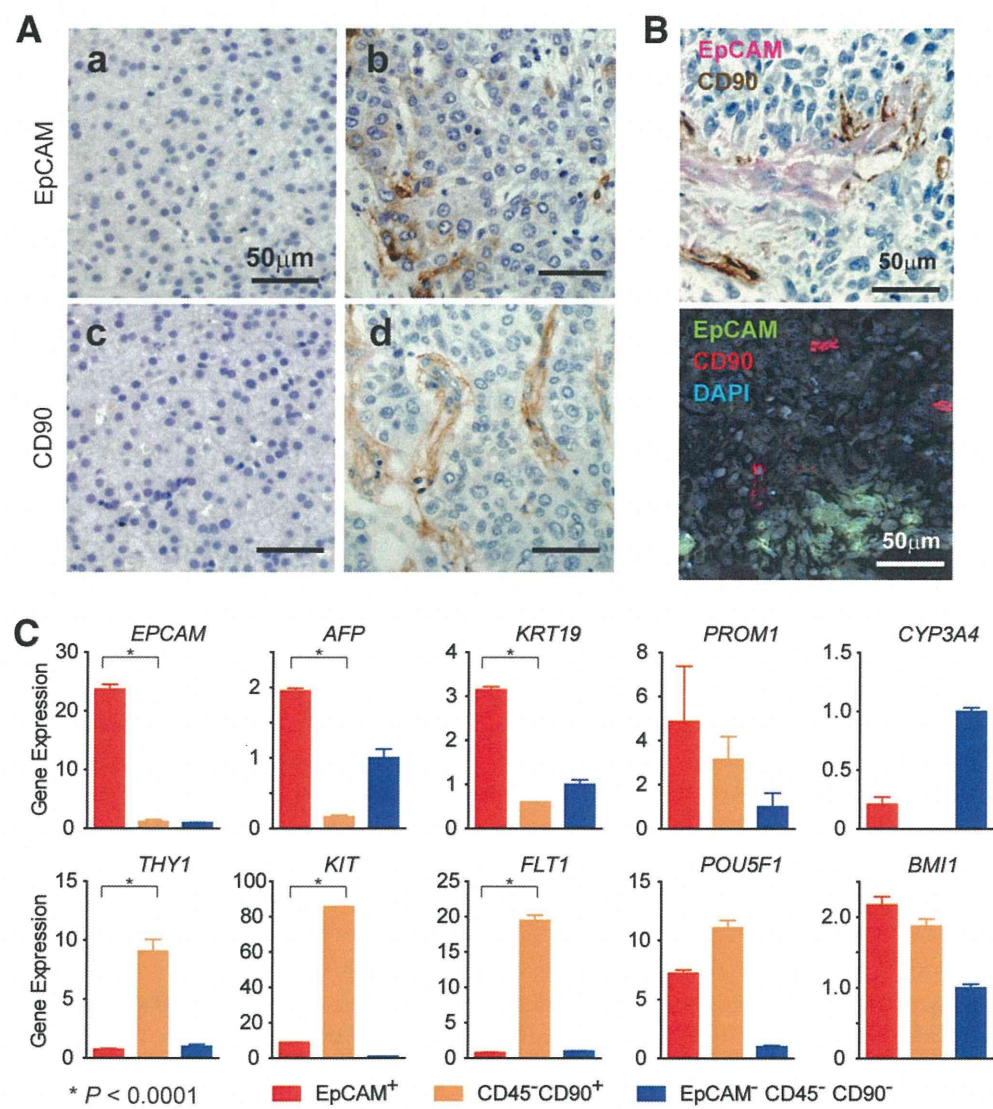 A
B
a
b
EpCAM
50μm
c
d
CD90
EpCAM
CD90
50μm
EpCAM
CD90
DAPI
50μm
C
EPCAM
AFP
KRT19
PROM1
CYP3A4
Gene Expression
30
20
10
0
*
2
1
0
*
4
3
2
1
0
*
8
6
4
2
0
1.5
1.0
0.5
0
THY1
KIT
FLT1
POU5F1
BMI1
Gene Expression
15
10
5
0
*
100
80
60
40
20
0
*
25
20
15
10
5
0
*
15
10
5
0
2.0
1.0
0
* P < 0.0001
EpCAM⁺
CD45⁻CD90⁺
EpCAM⁻ CD45⁻ CD90⁻